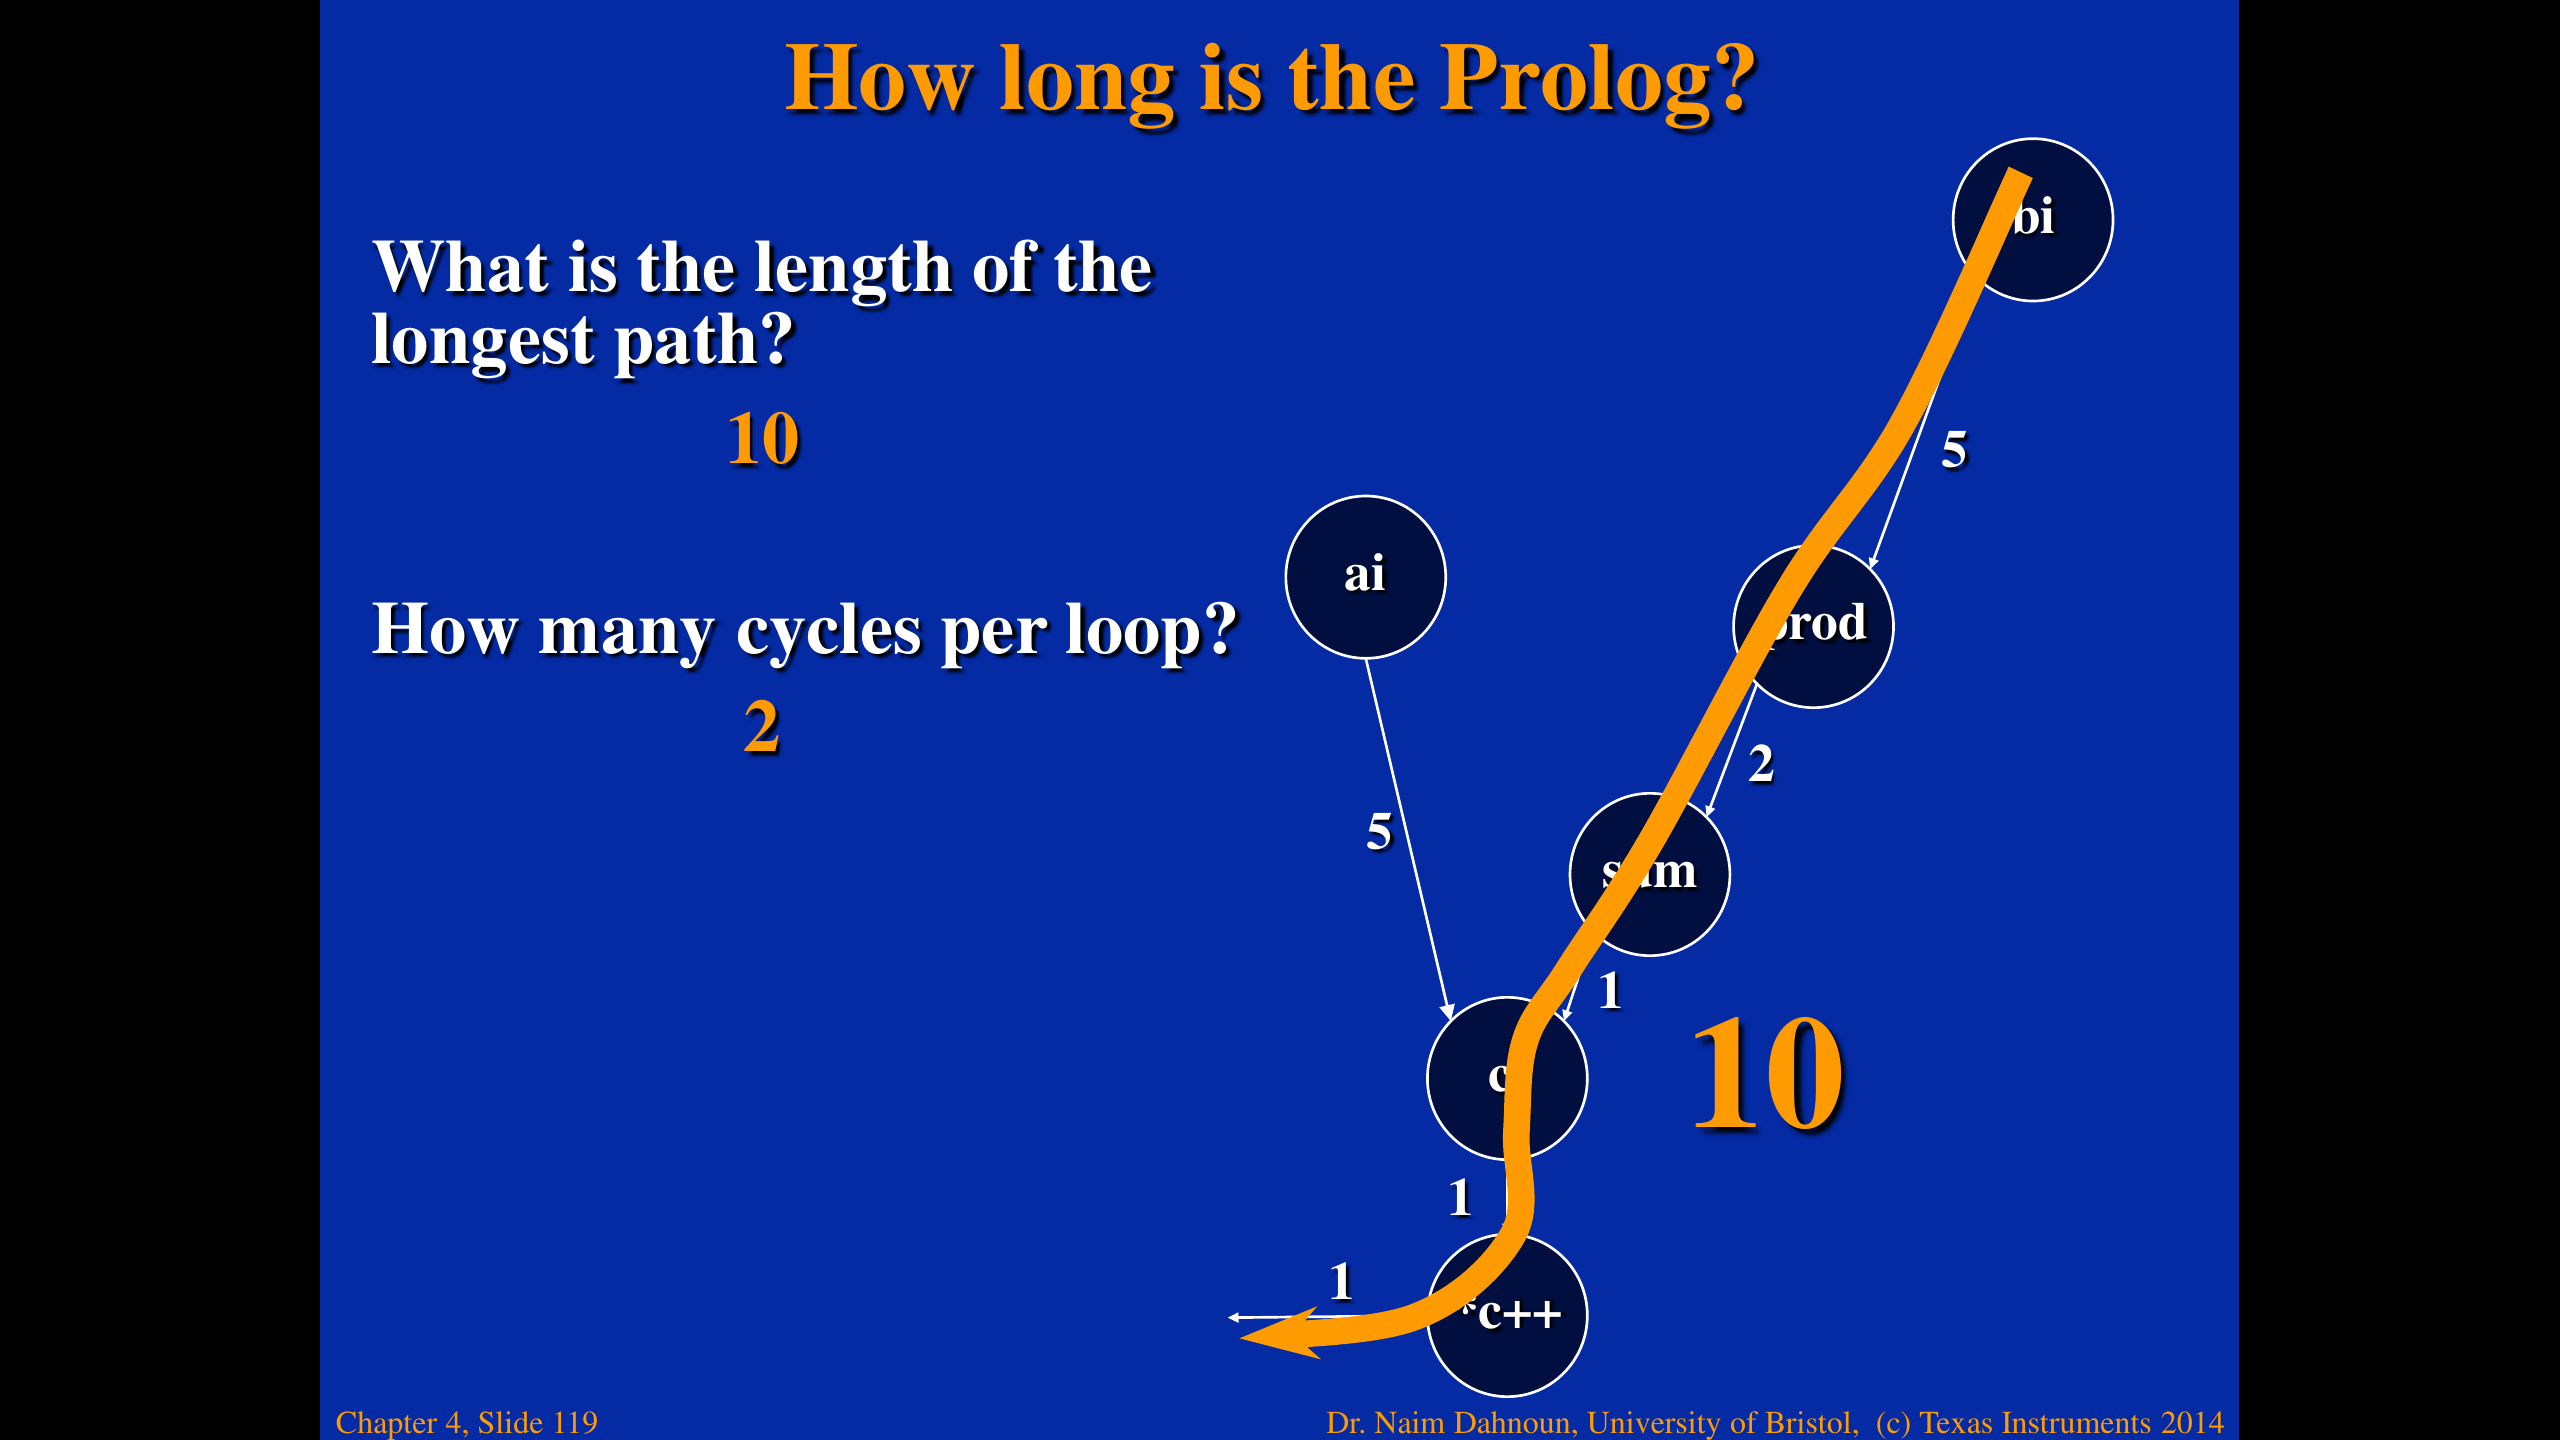 How long is the Prolog?
What is the length of the
longest path?
10
How many cycles per loop?
2
bi
5
ai
prod
2
5
sum
1
10
1
1
*c++
Chapter 4, Slide 119
Dr. Naim Dahnoun, University of Bristol, (c) Texas Instruments 2014